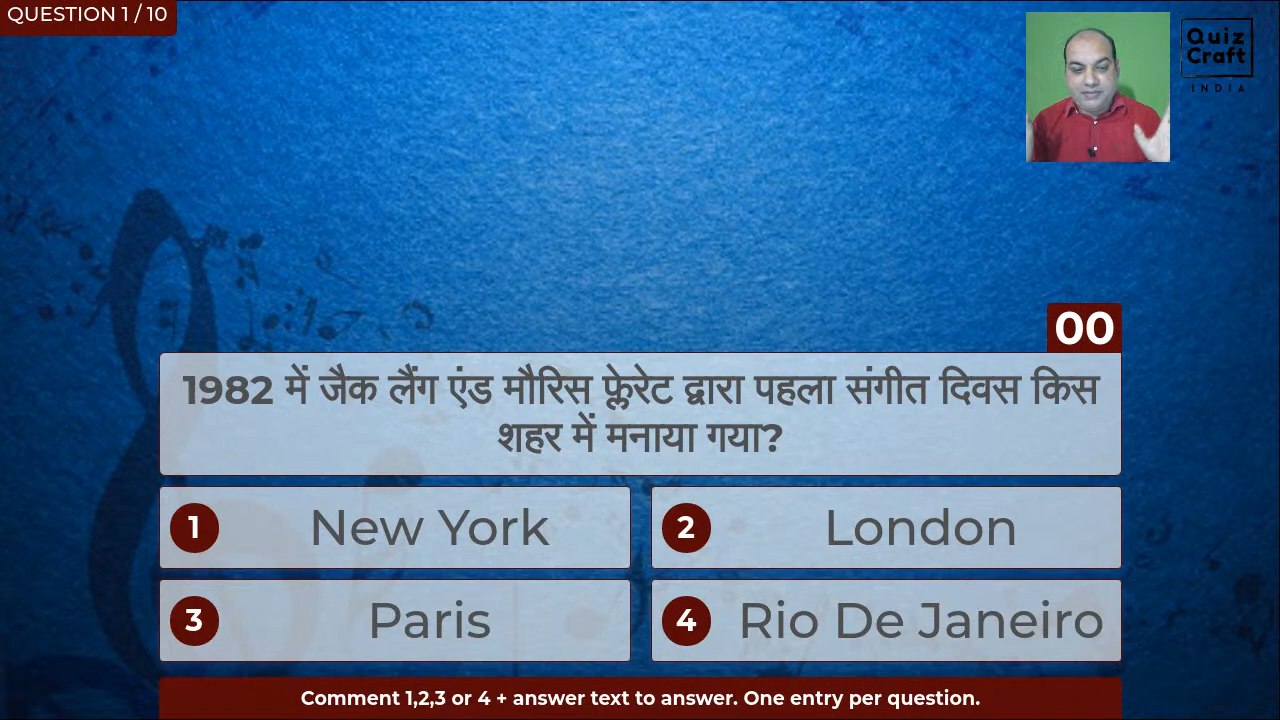 QUESTION 1 / 10
Quiz
Craft
INDIA
00
1982 में जैक लैंग एंड मौरिस फ़्लेरेट द्वारा पहला संगीत दिवस किस
शहर में मनाया गया?
1 New York
2 London
3 Paris
4 Rio De Janeiro
Comment 1,2,3 or 4 + answer text to answer. One entry per question.